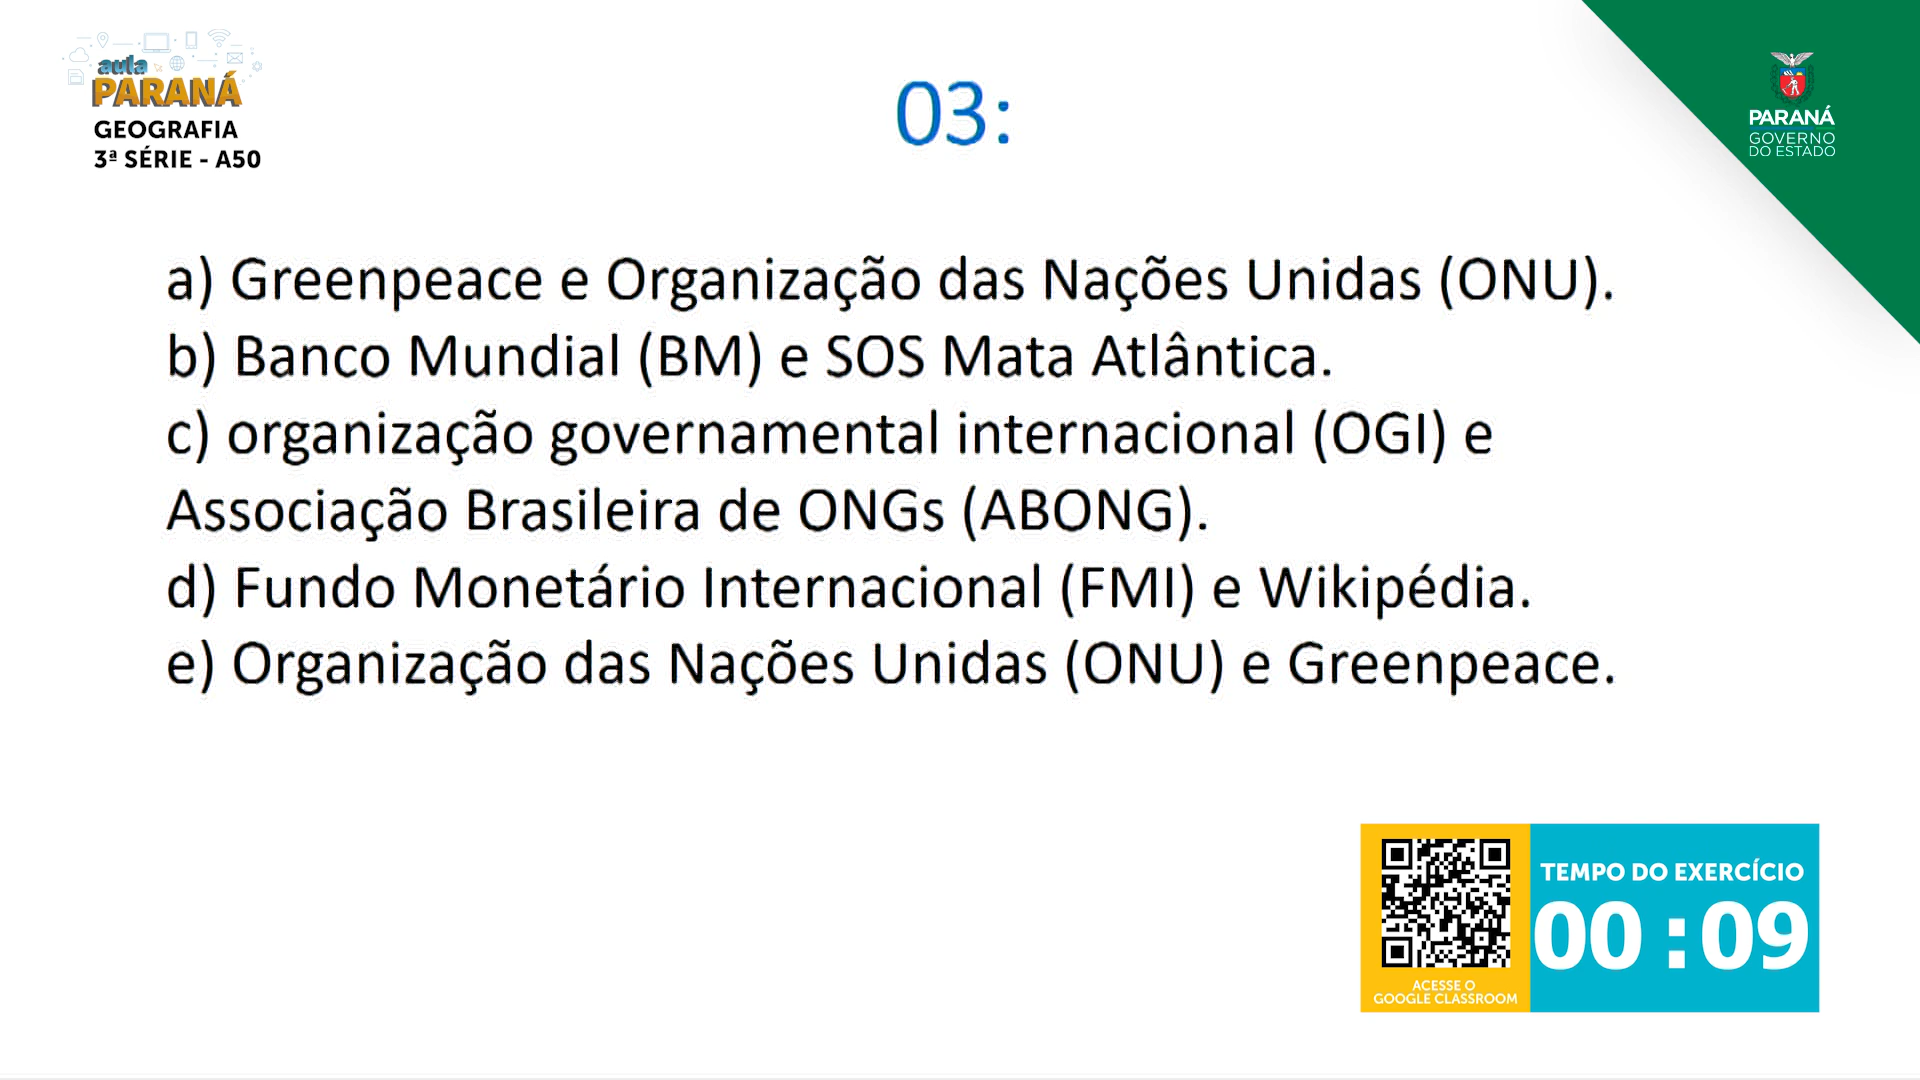 aula
PARANÁ
GEOGRAFIA
3ª SÉRIE - A50
03:
PARANÁ
GOVERNO
DO ESTADO
a) Greenpeace e Organização das Nações Unidas (ONU).
b) Banco Mundial (BM) e SOS Mata Atlântica.
c) organização governamental internacional (OGI) e
Associação Brasileira de ONGs (ABONG).
d) Fundo Monetário Internacional (FMI) e Wikipédia.
e) Organização das Nações Unidas (ONU) e Greenpeace.
ACESSE O
GOOGLE CLASSROOM
TEMPO DO EXERCÍCIO
00:09